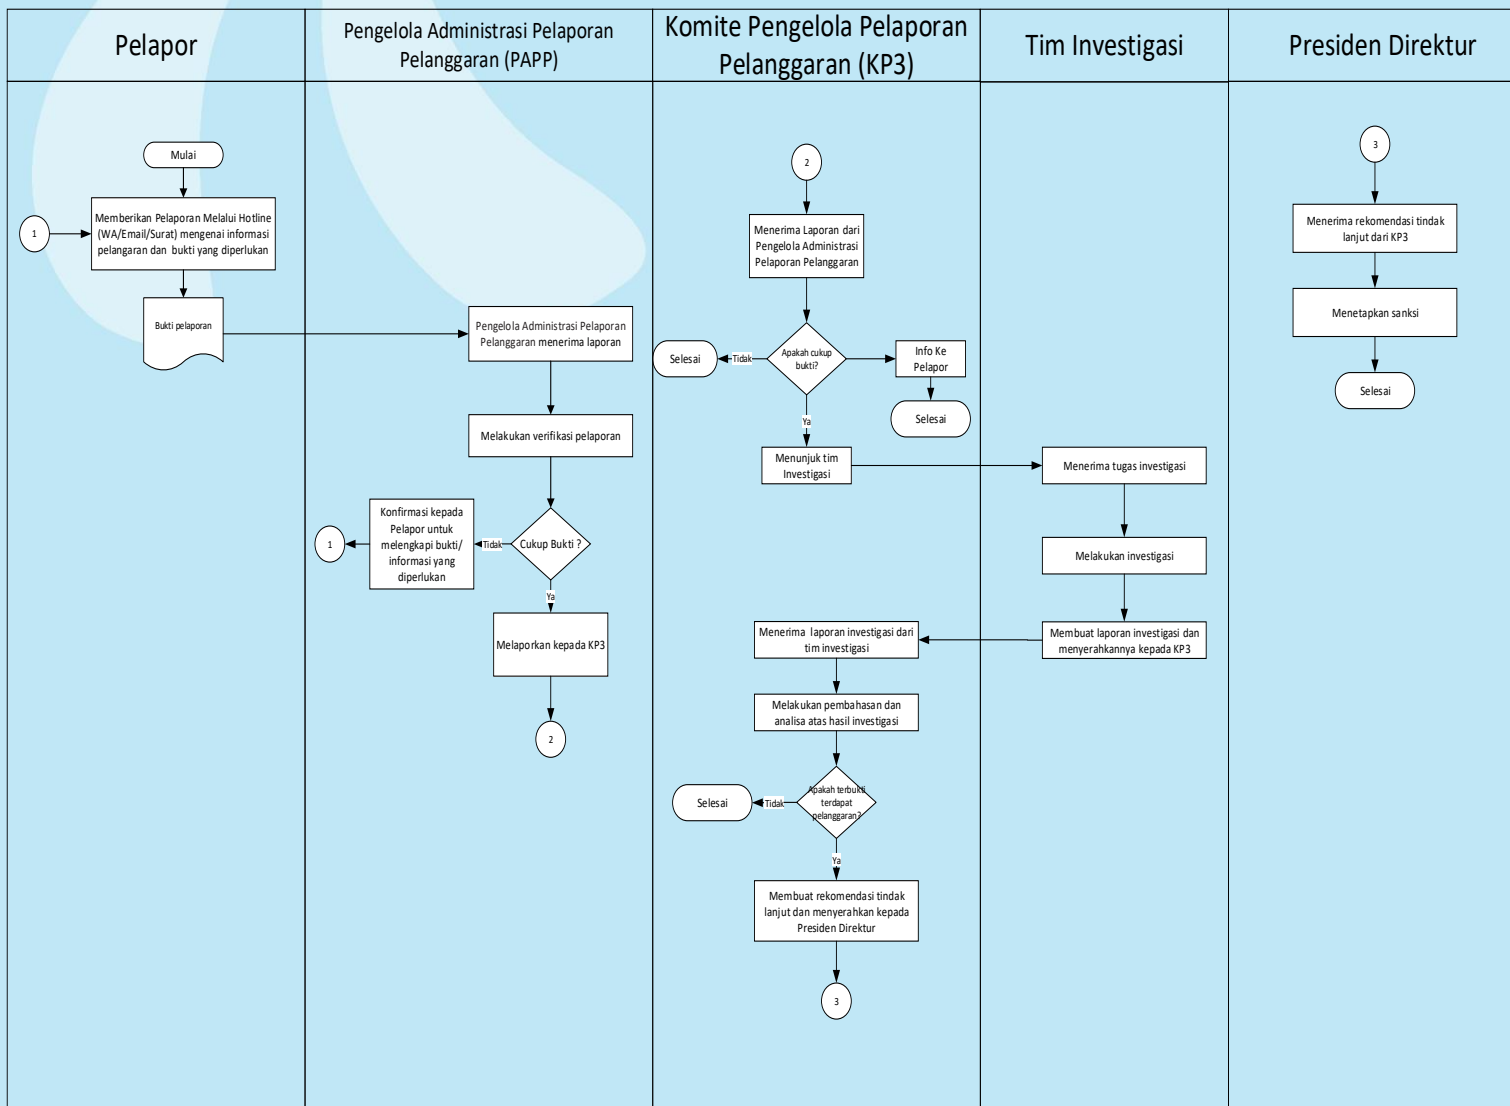 Pelapor
Pengelola Administrasi Pelaporan
Pelanggaran (PAPP)
Komite Pengelola Pelaporan
Pelanggaran (KP3)
Tim Investigasi
Presiden Direktur
Mulai
1
Memberikan Pelaporan Melalui Hotline
(WA/Email/Surat) mengenai informasi
pelangaran dan bukti yang diperlukan
Bukti pelaporan
Pengelola Administrasi Pelaporan
Pelanggaran menerima laporan
Melakukan verifikasi pelaporan
Cukup Bukti ?
Tidak
Konfirmasi kepada
Pelapor untuk
melengkapi bukti/
informasi yang
diperlukan
1
Ya
Melaporkan kepada KP3
2
2
Menerima Laporan dari
Pengelola Administrasi
Pelaporan Pelanggaran
Apakah cukup
bukti?
Tidak
Selesai
Info Ke
Pelapor
Selesai
Ya
Menunjuk tim
Investigasi
Menerima tugas investigasi
Melakukan investigasi
Membuat laporan investigasi dan
menyerahkannya kepada KP3
Menerima laporan investigasi dari
tim investigasi
Melakukan pembahasan dan
analisa atas hasil investigasi
Apakah terbukti
terdapat
pelanggaran?
Tidak
Selesai
Ya
Membuat rekomendasi tindak
lanjut dan menyerahkan kepada
Presiden Direktur
3
3
Menerima rekomendasi tindak
lanjut dari KP3
Menetapkan sanksi
Selesai